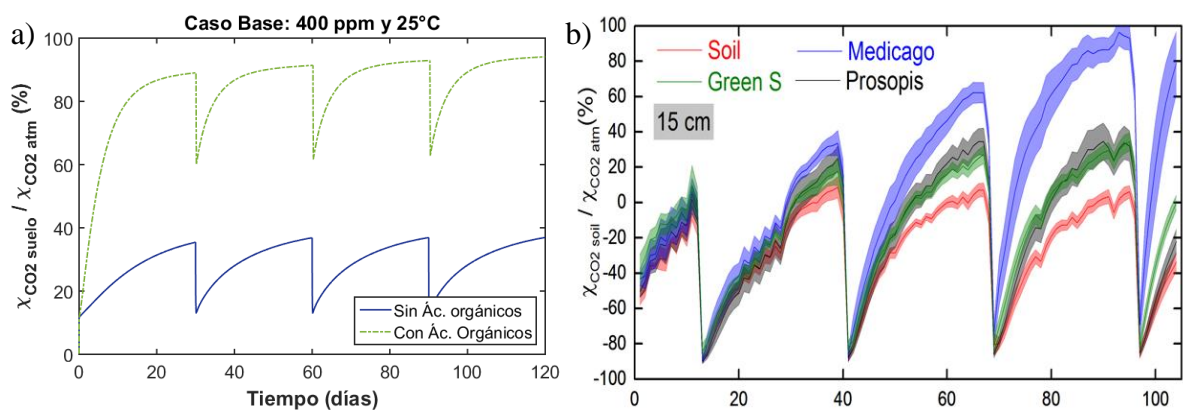 a)
Caso Base: 400 ppm y 25°C
χCO2 suelo / χCO2 atm (%)
100
80
60
40
20
0
0 20 40 60 80 100 120
Tiempo (días)
Sin Ác. orgánicos
Con Ác. Orgánicos
b)
χCO2 soil / χCO2 atm(%)
100
80
60
40
20
0
-20
-40
-60
-80
-100
0 20 40 60 80 100
Soil
Medicago
Green S
Prosopis
15 cm